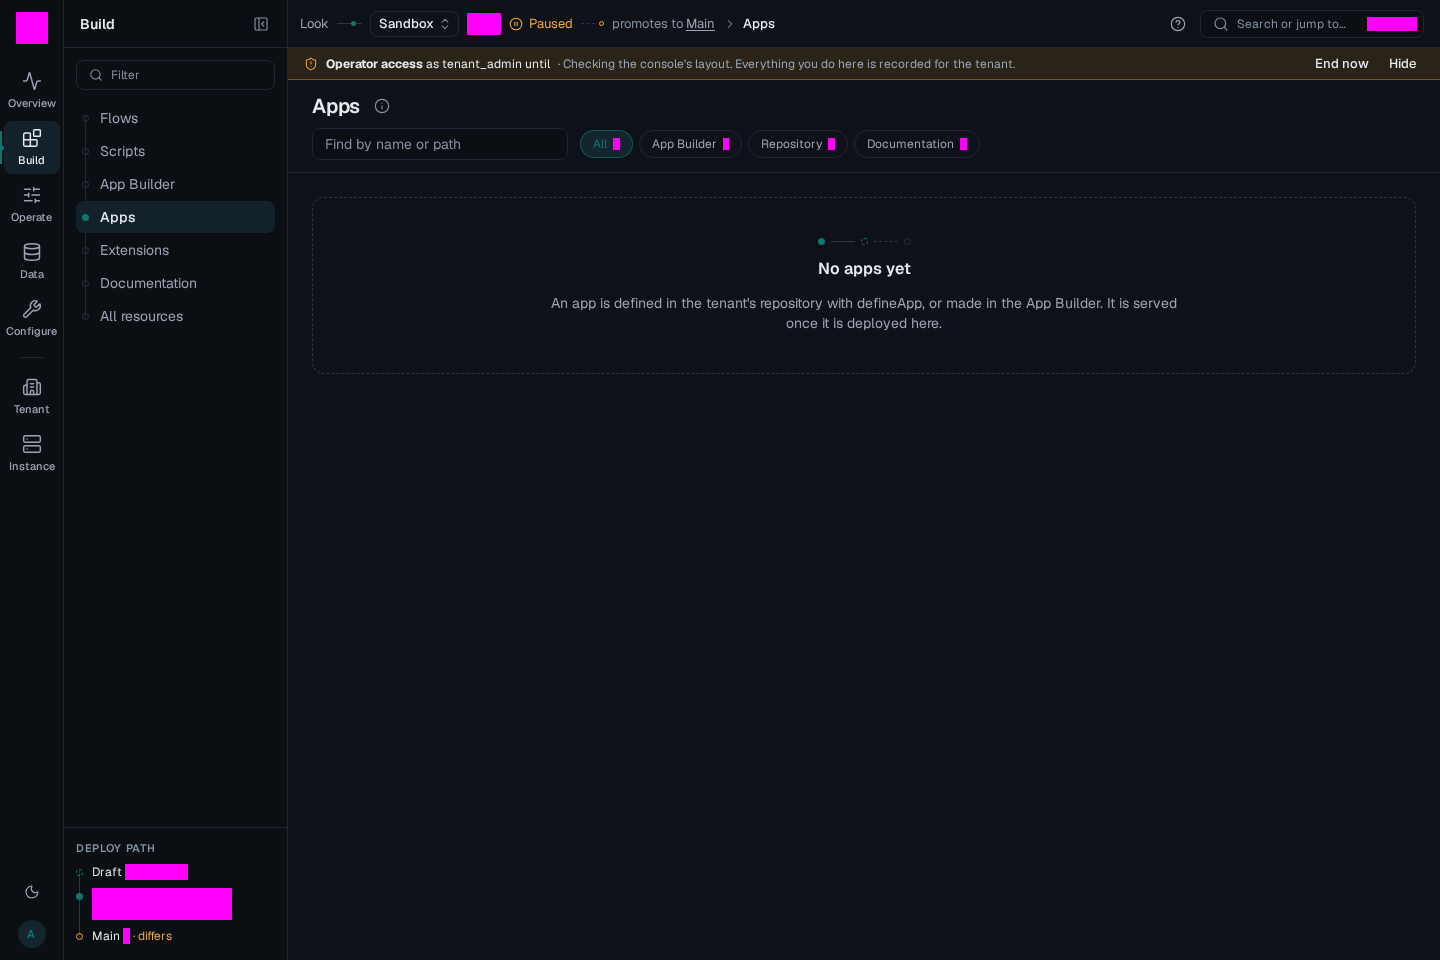 Build
Look
Sandbox
Paused
promotes to Main
Apps
Search or jump to...
Operator access as tenant_admin until · Checking the console's layout. Everything you do here is recorded for the tenant.
End now
Hide
Overview
Build
Operate
Data
Configure
Tenant
Instance
A
Filter
Flows
Scripts
App Builder
Apps
Extensions
Documentation
All resources
DEPLOY PATH
Draft
Main · differs
Apps
Find by name or path
All
App Builder
Repository
Documentation
No apps yet
An app is defined in the tenant's repository with defineApp, or made in the App Builder. It is served
once it is deployed here.